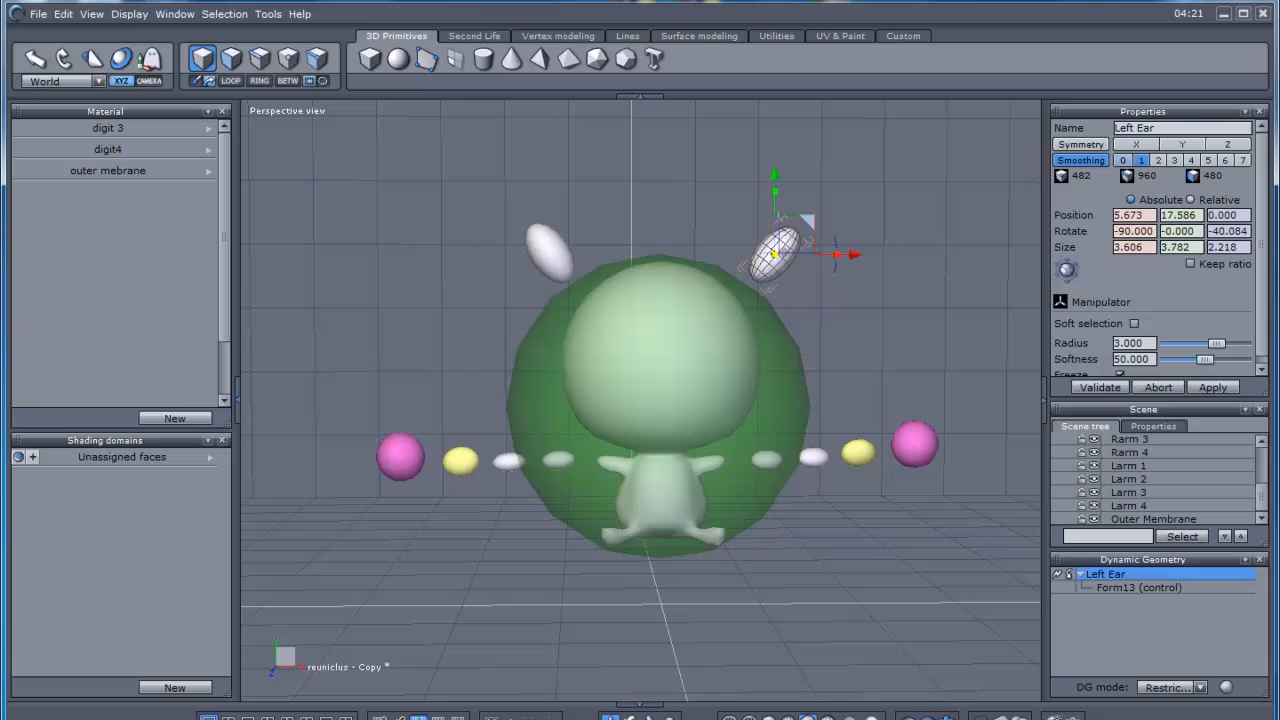 File Edit View Display Window Selection Tools Help 04:21
3D Primitives Second Life Vertex modeling Lines Surface modeling Utilities UV & Paint Custom
World XYZ CAMERA LOOP RING BETW
Material
digit 3
digit4
outer mebrane
New
Shading domains
Unassigned faces
New
Perspective view
reuniclus - Copy *
Properties
Name Left Ear
Symmetry X Y Z
Smoothing 0 1 2 3 4 5 6 7
482 960 480
Absolute Relative
Position 5.673 17.586 0.000
Rotate -90.000 -0.000 -40.084
Size 3.606 3.782 2.218
Keep ratio
Manipulator
Soft selection
Radius 3.000
Softness 50.000
Freeze
Validate Abort Apply
Scene
Scene tree Properties
Rarm 3
Rarm 4
Larm 1
Larm 2
Larm 3
Larm 4
Outer Membrane
Select
Dynamic Geometry
Left Ear
Form13 (control)
DG mode: Restric...